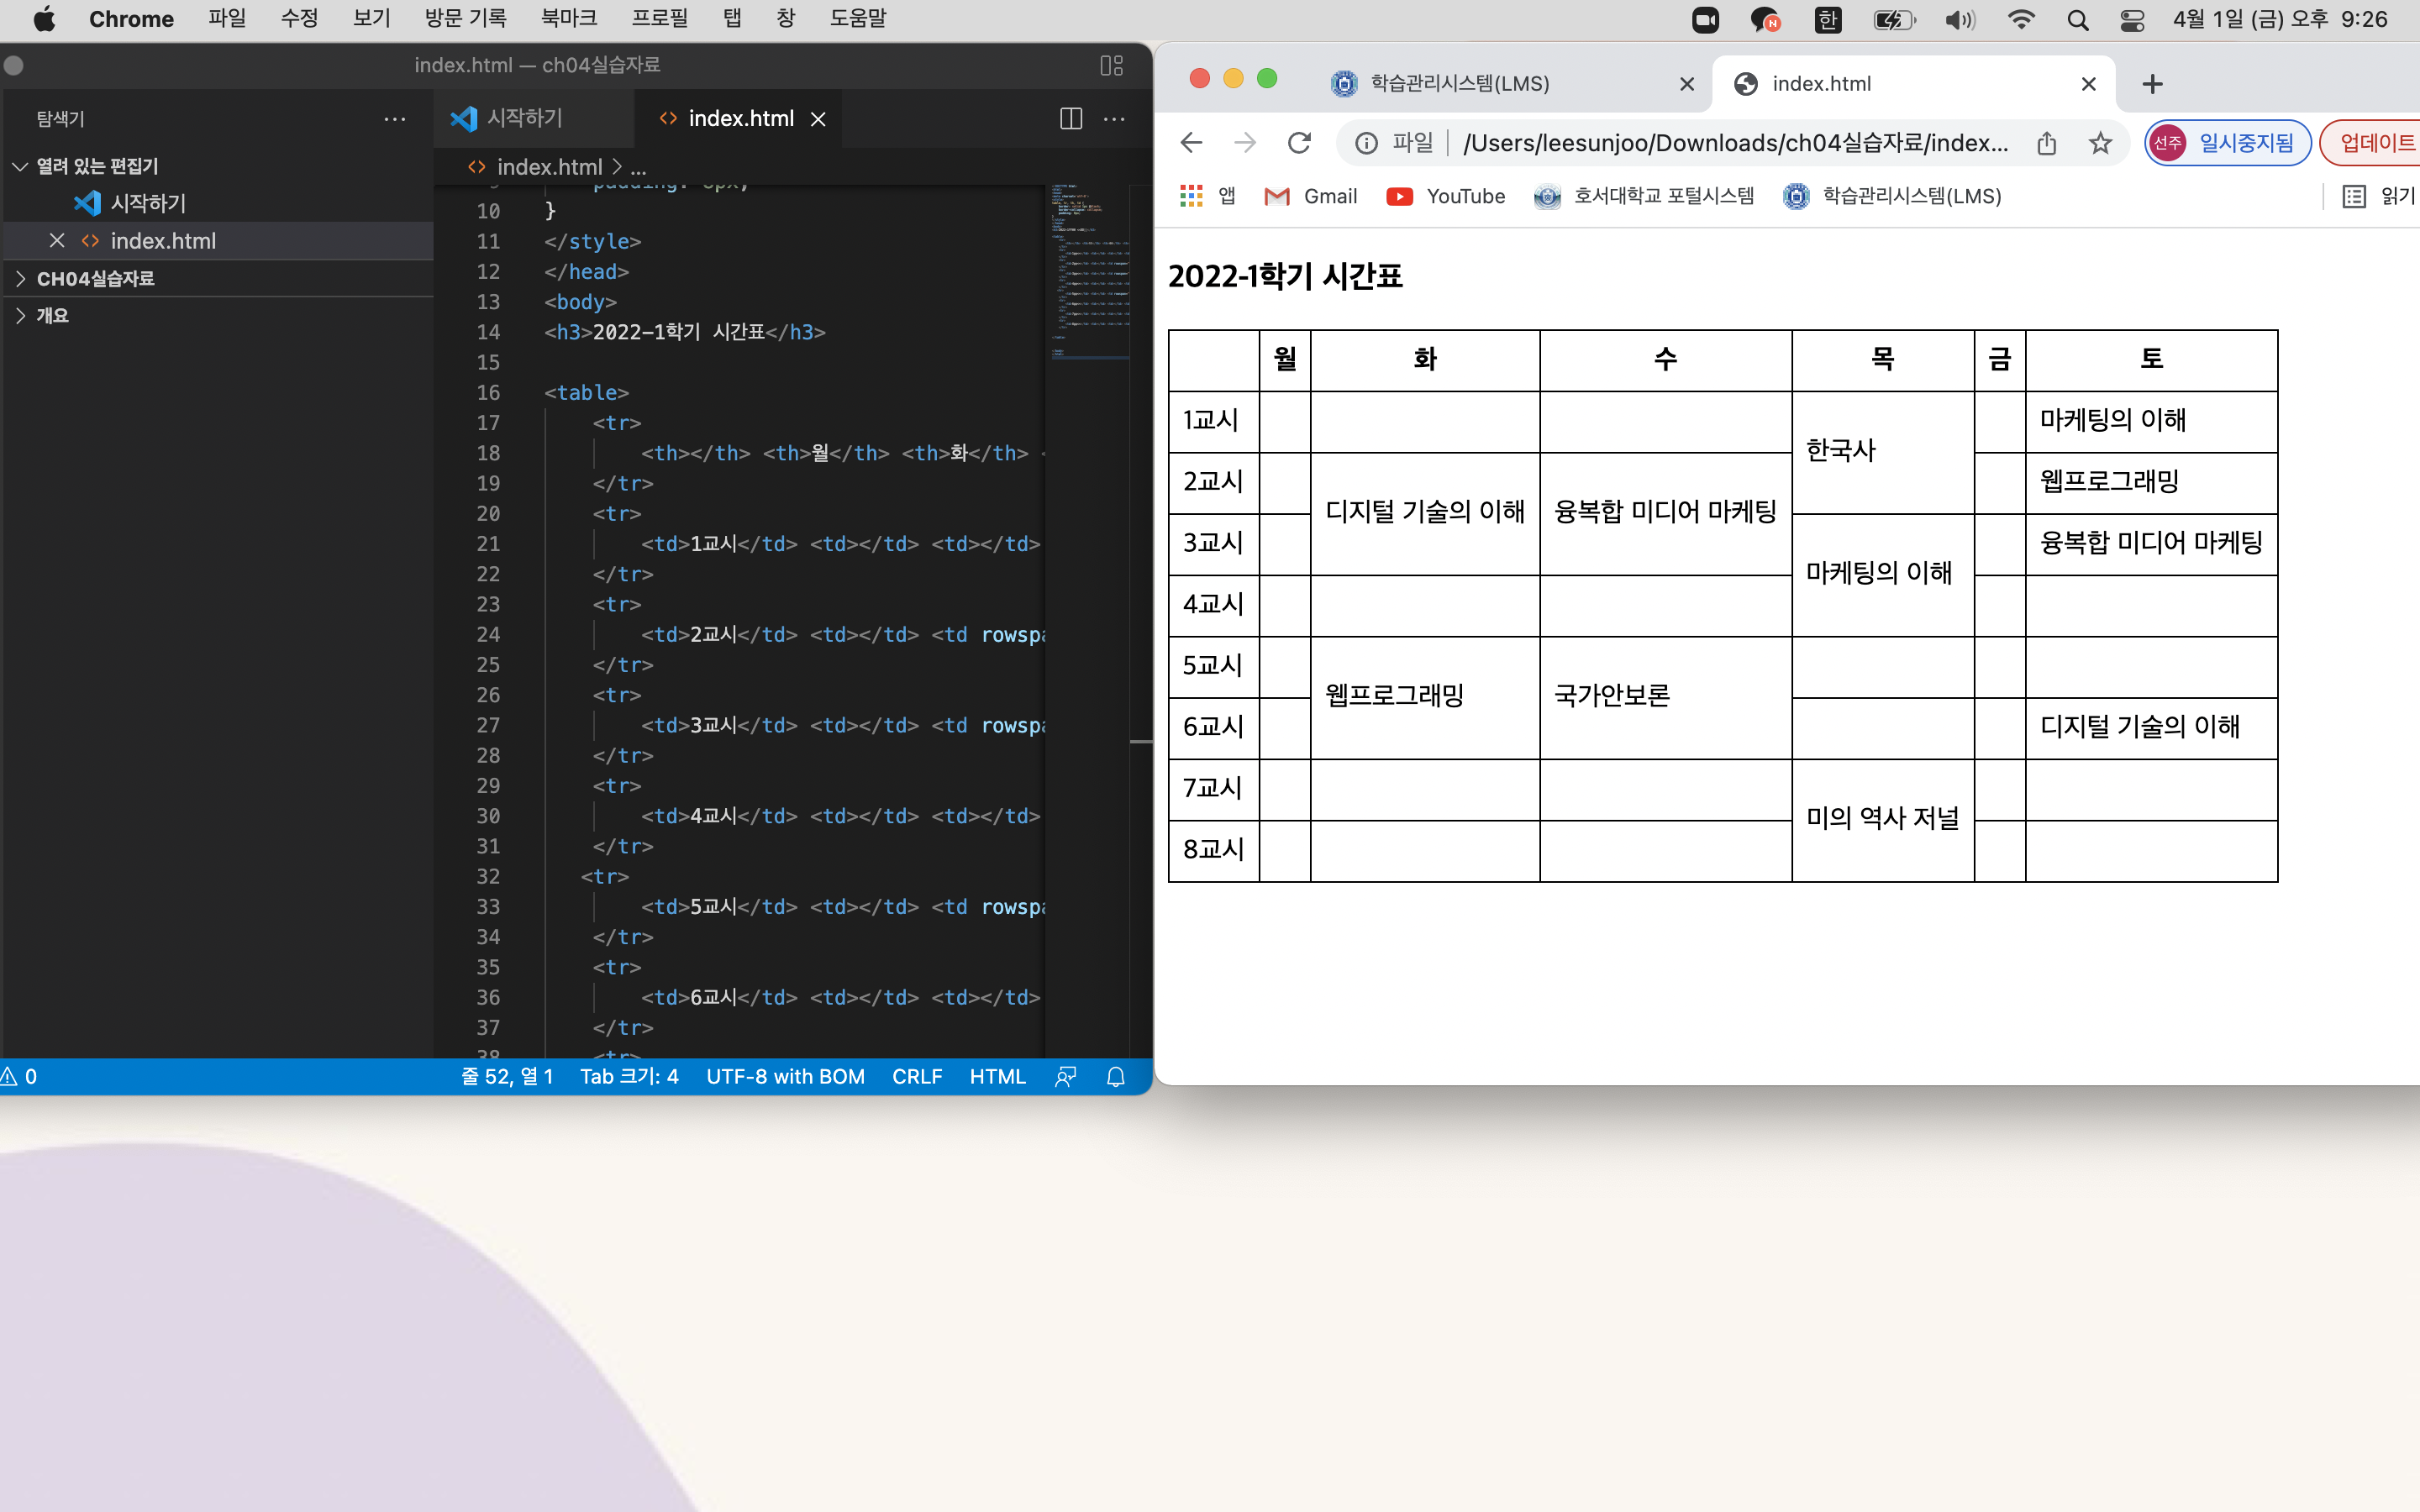 Chrome 파일 수정 보기 방문 기록 북마크 프로필 탭 창 도움말 한 4월 1일 (금) 오후 9:26
index.html — ch04실습자료
탐색기 ···
시작하기
index.html
index.html > ...
열려 있는 편집기
시작하기
index.html
CH04실습자료
개요
10 }
11 </style>
12 </head>
13 <body>
14 <h3>2022-1학기 시간표</h3>
15
16 <table>
17 <tr>
18 <th></th> <th>월</th> <th>화</th>
19 </tr>
20 <tr>
21 <td>1교시</td> <td></td> <td></td>
22 </tr>
23 <tr>
24 <td>2교시</td> <td></td> <td rowspa
25 </tr>
26 <tr>
27 <td>3교시</td> <td></td> <td rowspa
28 </tr>
29 <tr>
30 <td>4교시</td> <td></td> <td></td>
31 </tr>
32 <tr>
33 <td>5교시</td> <td></td> <td rowspa
34 </tr>
35 <tr>
36 <td>6교시</td> <td></td> <td></td>
37 </tr>
38 <tr>
0 줄 52, 열 1 Tab 크기: 4 UTF-8 with BOM CRLF HTML
학습관리시스템(LMS)
index.html
파일 /Users/leesunjoo/Downloads/ch04실습자료/index... 선주 일시중지됨 업데이트
앱 Gmail YouTube 호서대학교 포털시스템 학습관리시스템(LMS) 읽기
2022-1학기 시간표
월 화 수 목 금 토
1교시 한국사 마케팅의 이해
2교시 디지털 기술의 이해 융복합 미디어 마케팅 웹프로그래밍
3교시 마케팅의 이해 융복합 미디어 마케팅
4교시
5교시 웹프로그래밍 국가안보론
6교시 디지털 기술의 이해
7교시 미의 역사 저널
8교시